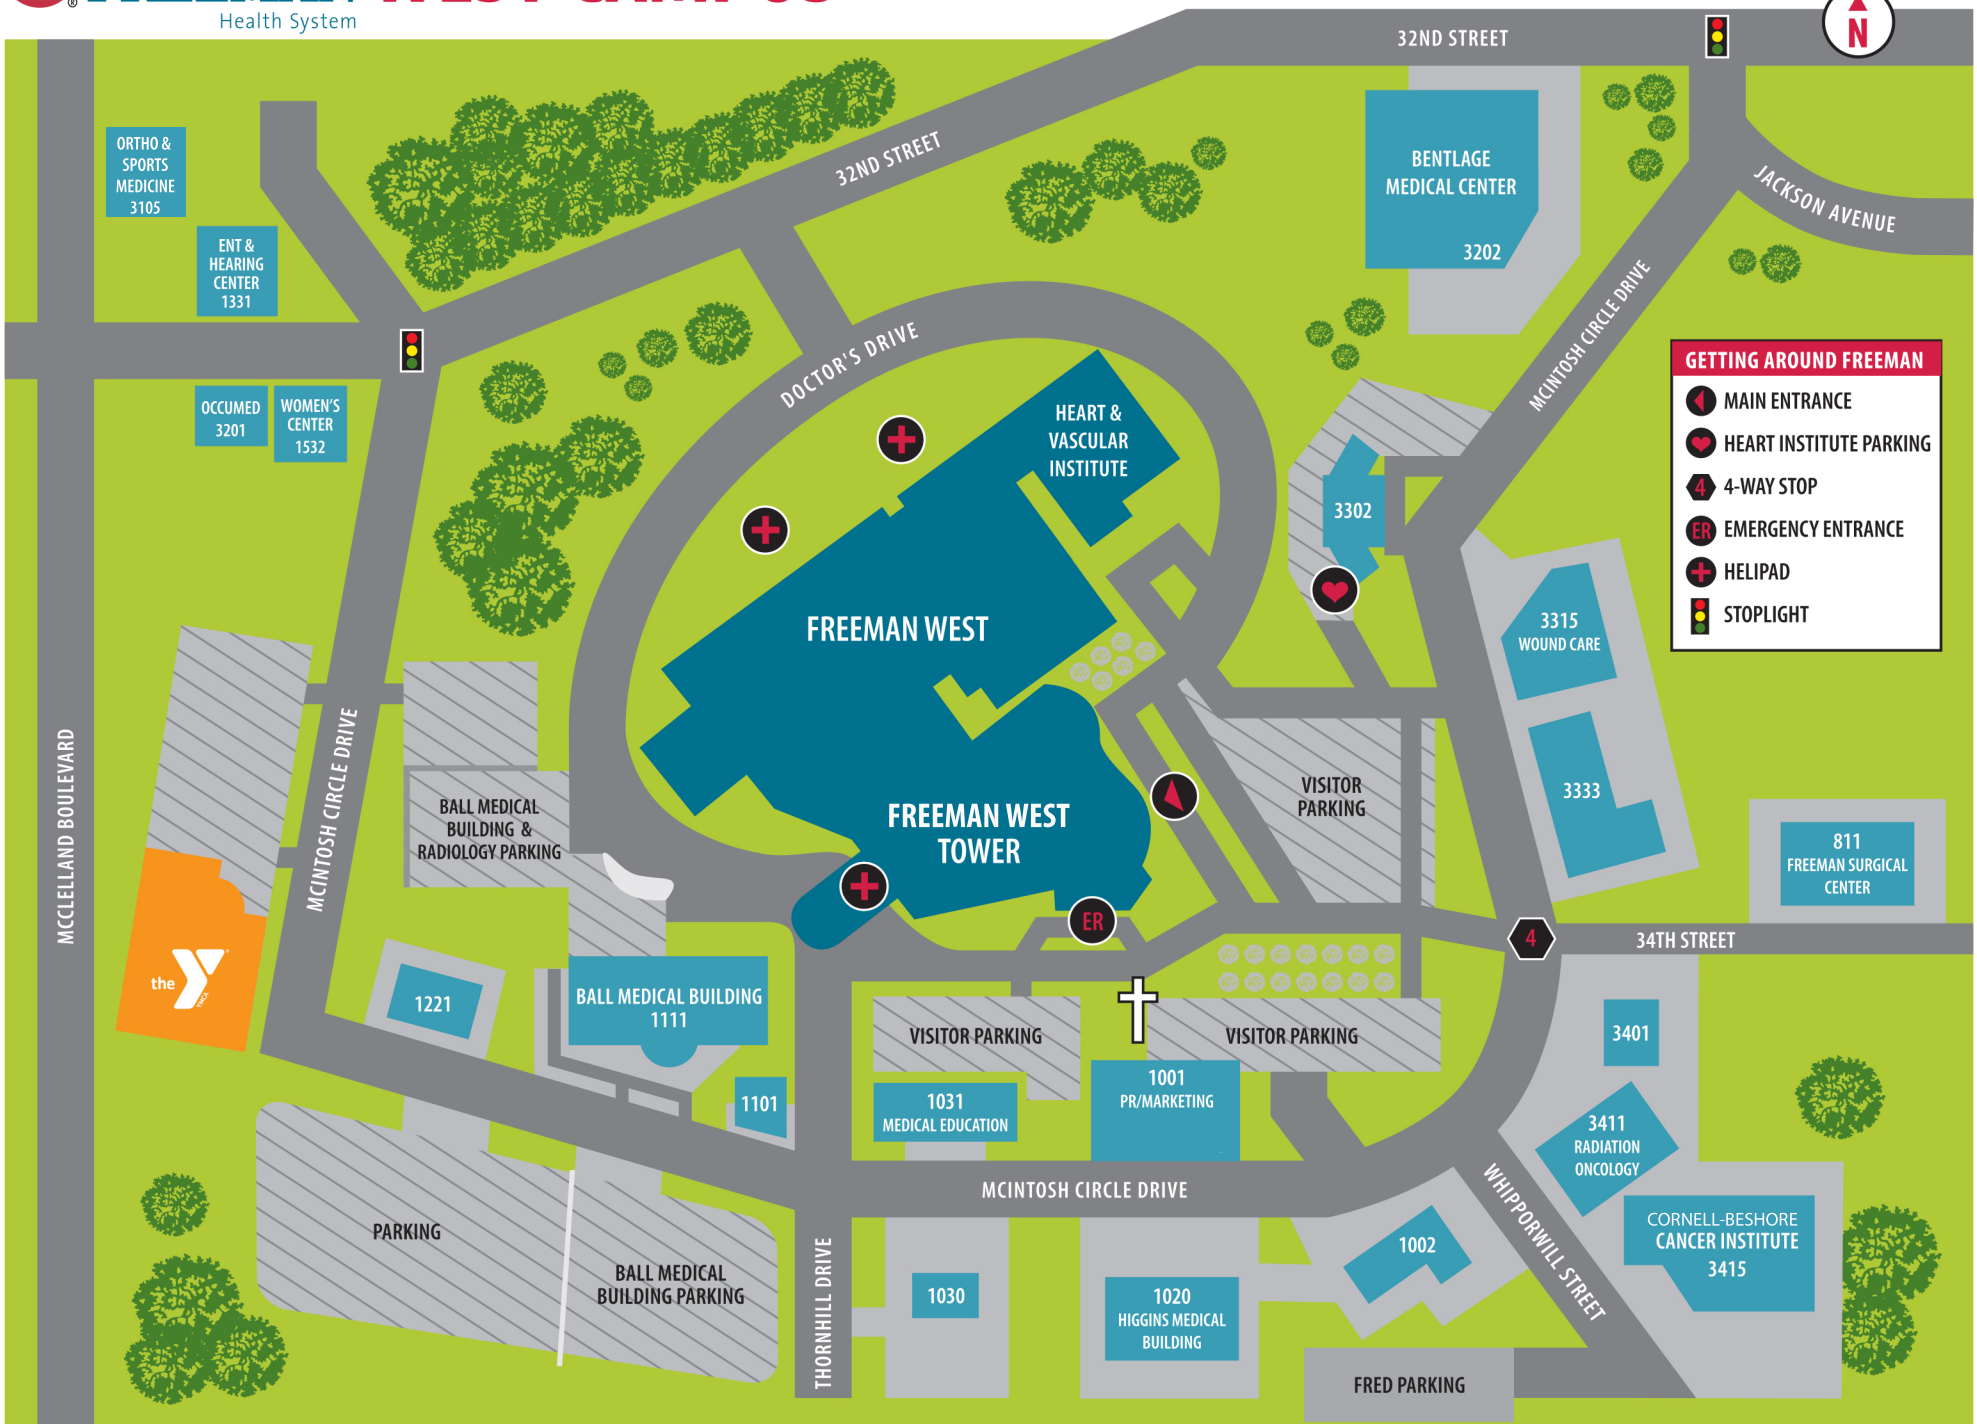 ® FREEMAN WEST CAMPUS
Health System
N
32ND STREET
32ND STREET
ORTHO &
SPORTS
MEDICINE
3105
ENT &
HEARING
CENTER
1331
BENTLAGE
MEDICAL CENTER
3202
JACKSON AVENUE
MCINTOSH CIRCLE DRIVE
DOCTOR'S DRIVE
OCCUMED
3201
WOMEN'S
CENTER
1532
HEART &
VASCULAR
INSTITUTE
GETTING AROUND FREEMAN
MAIN ENTRANCE
HEART INSTITUTE PARKING
4 4-WAY STOP
ER EMERGENCY ENTRANCE
HELIPAD
STOPLIGHT
3302
FREEMAN WEST
3315
WOUND CARE
MCCLELLAND BOULEVARD
MCINTOSH CIRCLE DRIVE
BALL MEDICAL
BUILDING &
RADIOLOGY PARKING
FREEMAN WEST
TOWER
VISITOR
PARKING
3333
811
FREEMAN SURGICAL
CENTER
ER
4
34TH STREET
the Y
YMCA
®
1221
BALL MEDICAL BUILDING
1111
VISITOR PARKING
VISITOR PARKING
3401
1101
1031
MEDICAL EDUCATION
1001
PR/MARKETING
3411
RADIATION
ONCOLOGY
MCINTOSH CIRCLE DRIVE
WHIPPORWILL STREET
CORNELL-BESHORE
CANCER INSTITUTE
3415
PARKING
BALL MEDICAL
BUILDING PARKING
THORNHILL DRIVE
1030
1020
HIGGINS MEDICAL
BUILDING
1002
FRED PARKING